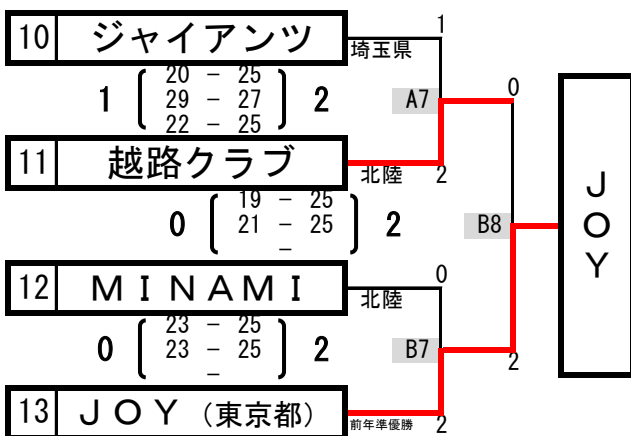 10 ジャイアンツ 埼玉県 1
1 20 － 25 2
29 － 27
22 － 25
A7 0
11 越路クラブ 北陸 2
0 19 － 25 2
21 － 25
－
B8
JOY
12 ＭＩＮＡＭＩ 北陸 0
0 23 － 25 2
23 － 25
－
B7 2
13 ＪＯＹ（東京都） 前年準優勝 2